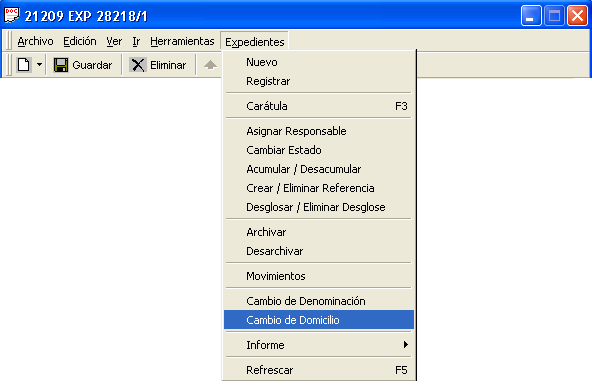 21209 EXP 28218/1
Archivo Edición Ver Ir Herramientas Expedientes
Guardar Eliminar
Nuevo
Registrar
Carátula F3
Asignar Responsable
Cambiar Estado
Acumular / Desacumular
Crear / Eliminar Referencia
Desglosar / Eliminar Desglose
Archivar
Desarchivar
Movimientos
Cambio de Denominación
Cambio de Domicilio
Informe
Refrescar F5